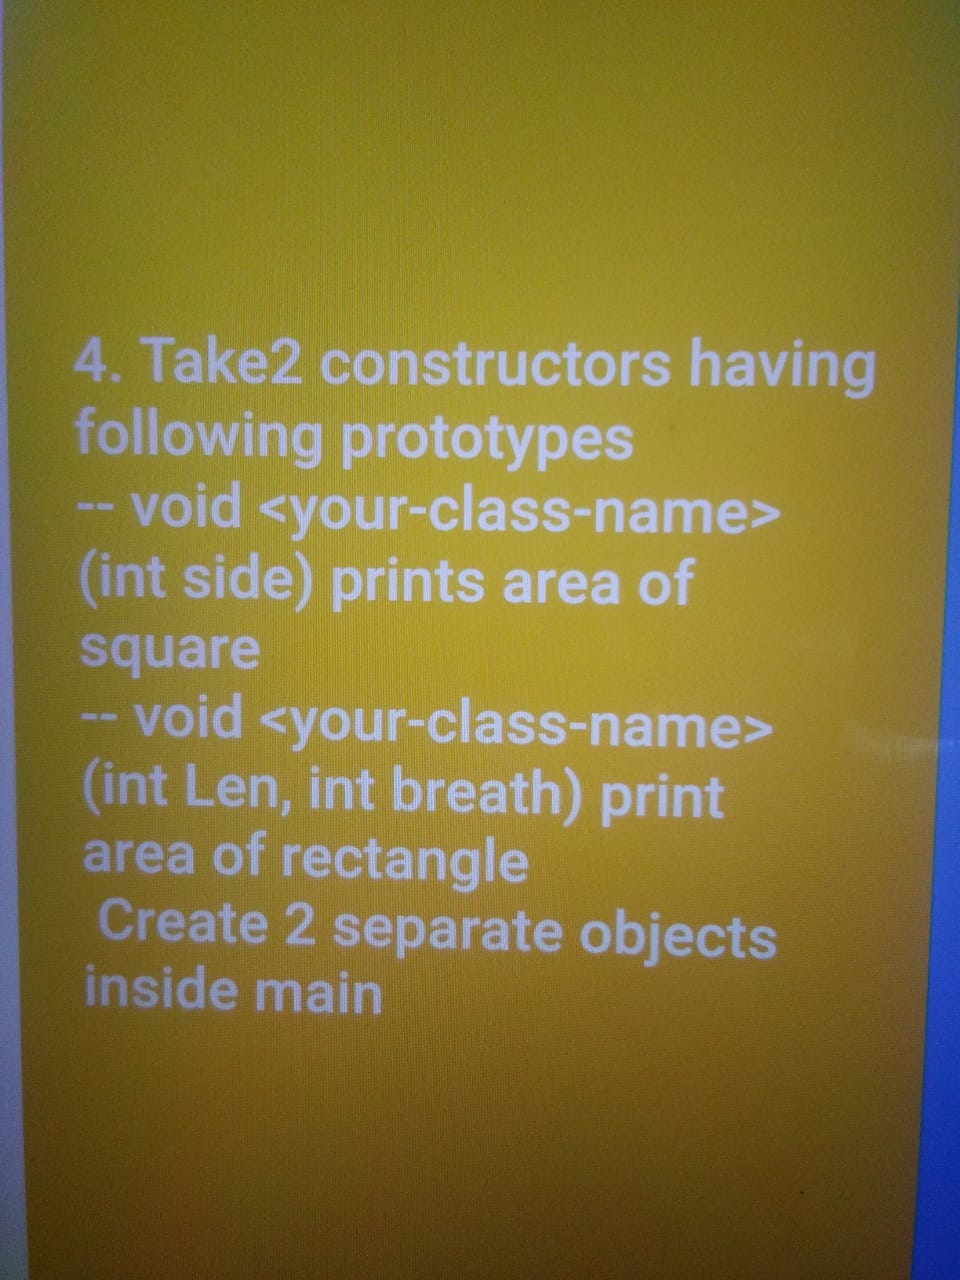 4. Take2 constructors having
following prototypes
-- void <your-class-name>
(int side) prints area of
square
-- void <your-class-name>
(int Len, int breath) print
area of rectangle
Create 2 separate objects
inside main